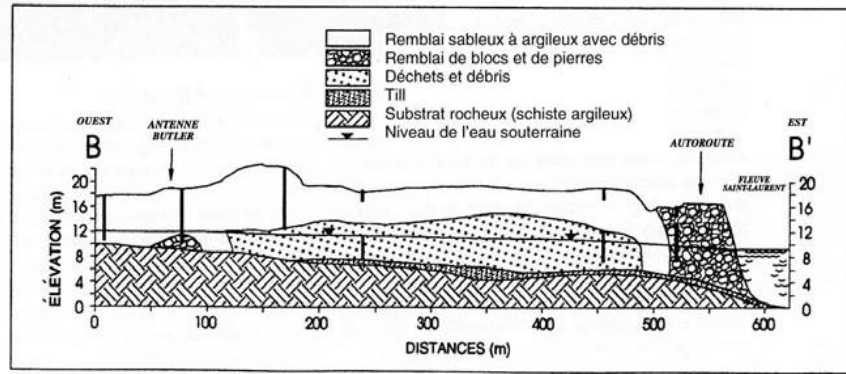 Remblai sableux à argileux avec débris
Remblai de blocs et de pierres
Déchets et débris
Till
Substrat rocheux (schiste argileux)
Niveau de l'eau souterraine
OUEST
B
ANTENNE
BUTLER
AUTOROUTE
EST
B'
FLEUVE
SAINT-LAURENT
ÉLÉVATION (m)
20
16
12
8
4
0
20
16
12
8
4
0
0 100 200 300 400 500 600
DISTANCES (m)